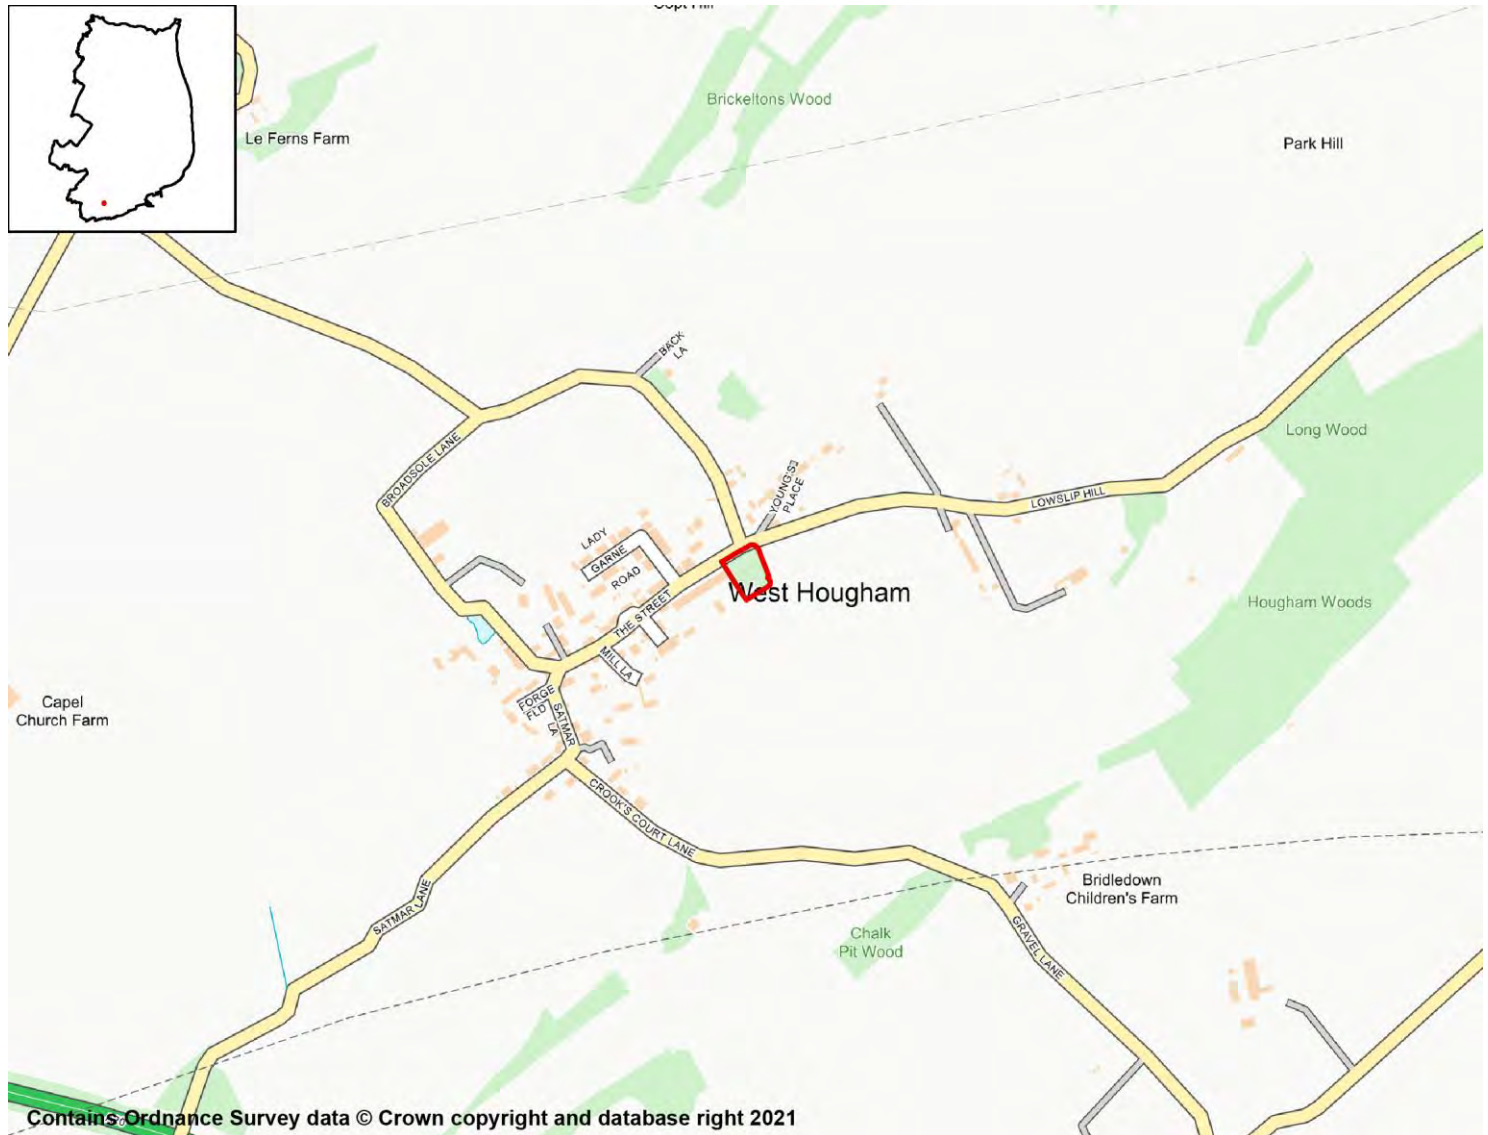 Copt Hill
Brickeltons Wood
Le Ferns Farm
Park Hill
BACK
LA
Long Wood
BROADSOLE LANE
YOUNG'S
PLACE
LOWSLIP HILL
LADY
GARNE
ROAD
West Hougham
Hougham Woods
THE STREET
MILL LA
Capel
Church Farm
FORGE
FLD
SATMAR
LA
CROOK'S COURT LANE
Bridledown
Children's Farm
SATMAR LANE
Chalk
Pit Wood
GRAVEL LANE
Contains Ordnance Survey data © Crown copyright and database right 2021